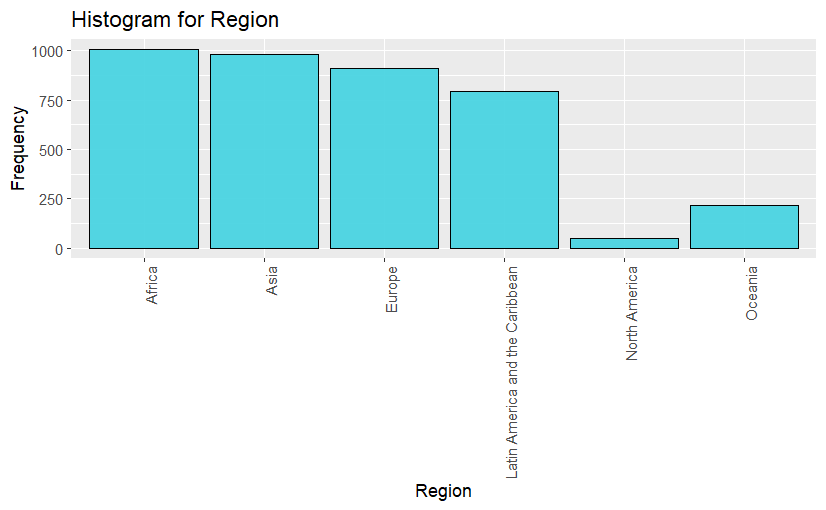 Histogram for Region
Frequency
1000
750
500
250
0
Africa
Asia
Europe
Latin America and the Caribbean
North America
Oceania
Region